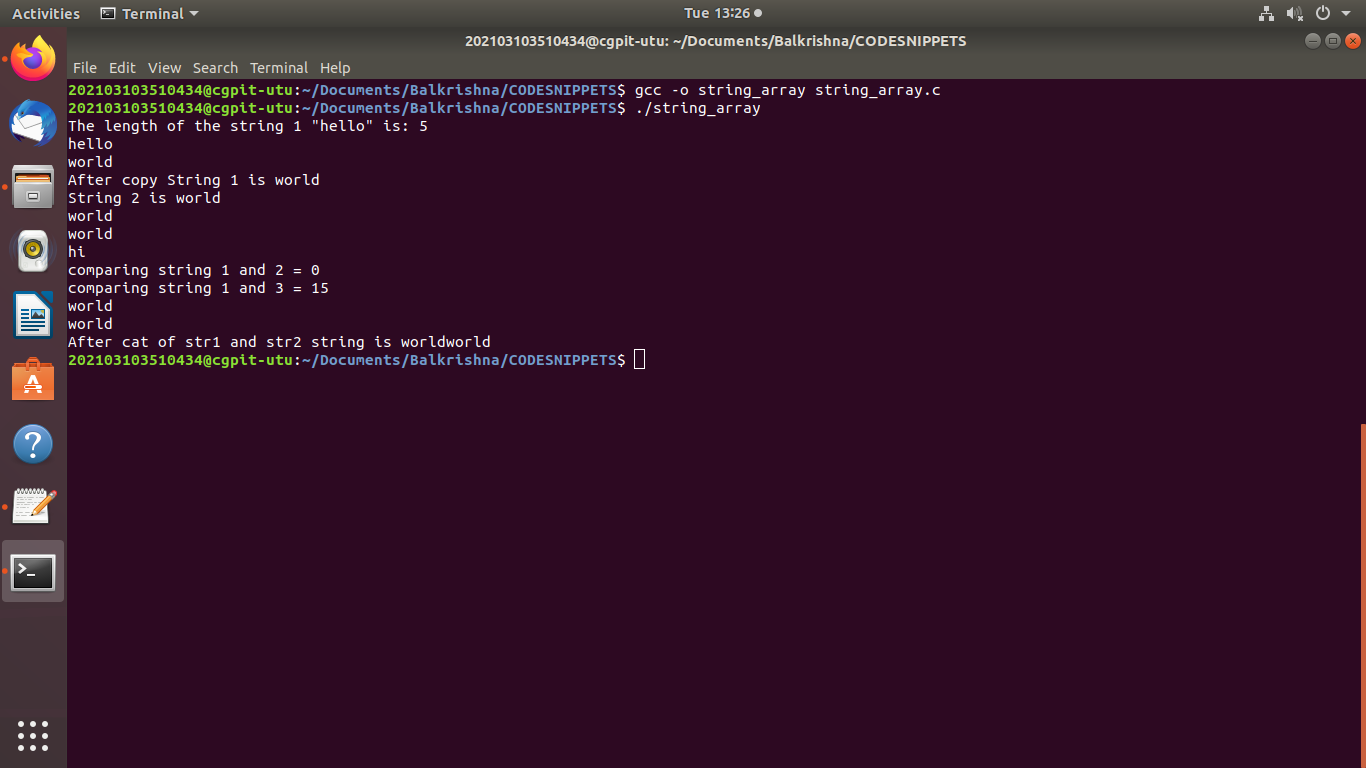 Activities Terminal Tue 13:26
202103103510434@cgpit-utu: ~/Documents/Balkrishna/CODESNIPPETS
File Edit View Search Terminal Help
202103103510434@cgpit-utu:~/Documents/Balkrishna/CODESNIPPETS$ gcc -o string_array string_array.c
202103103510434@cgpit-utu:~/Documents/Balkrishna/CODESNIPPETS$ ./string_array
The length of the string 1 "hello" is: 5
hello
world
After copy String 1 is world
String 2 is world
world
world
hi
comparing string 1 and 2 = 0
comparing string 1 and 3 = 15
world
world
After cat of str1 and str2 string is worldworld
202103103510434@cgpit-utu:~/Documents/Balkrishna/CODESNIPPETS$